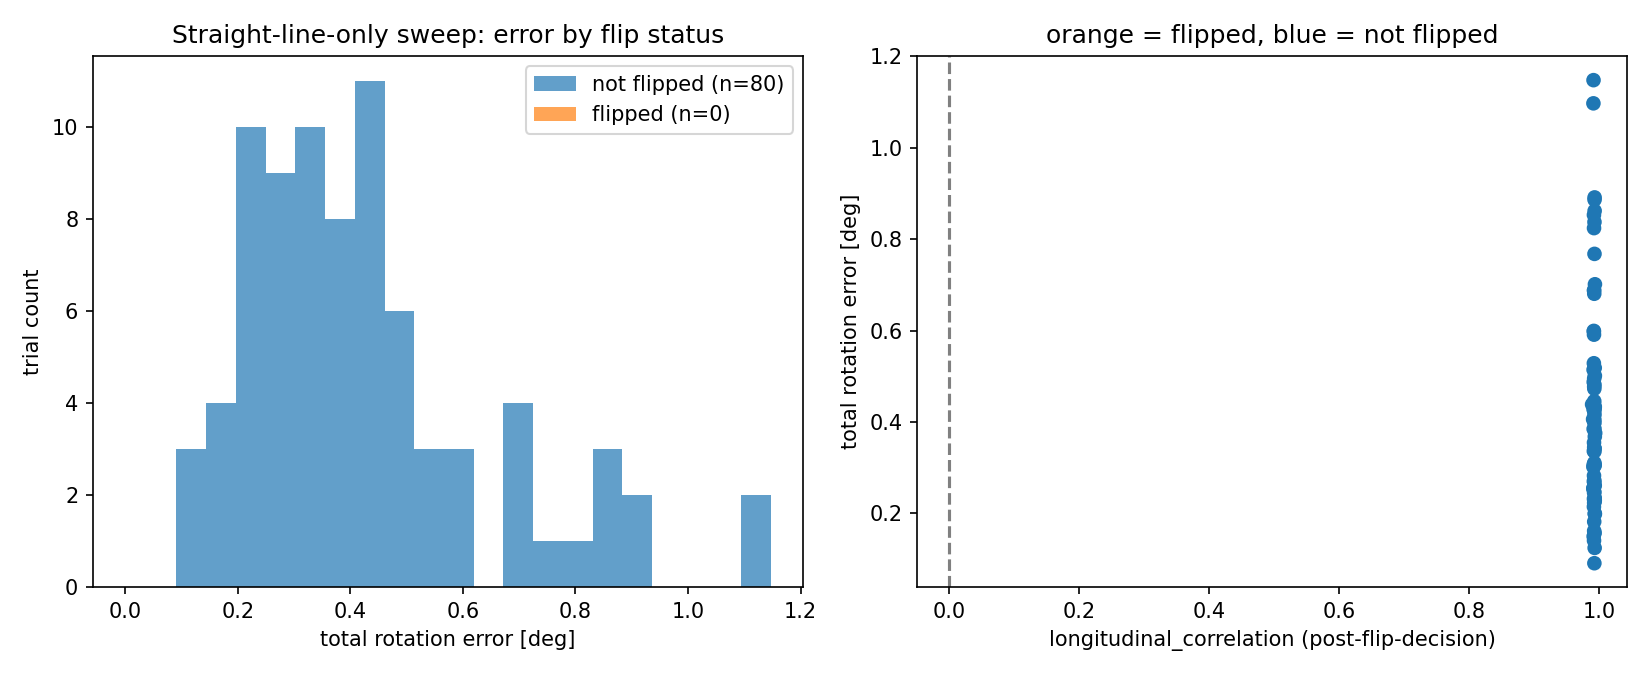 Straight-line-only sweep: error by flip status
not flipped (n=80)
flipped (n=0)
10
8
6
4
2
0
trial count
0.0 0.2 0.4 0.6 0.8 1.0 1.2
total rotation error [deg]
orange = flipped, blue = not flipped
1.2
1.0
0.8
0.6
0.4
0.2
total rotation error [deg]
0.0 0.2 0.4 0.6 0.8 1.0
longitudinal_correlation (post-flip-decision)